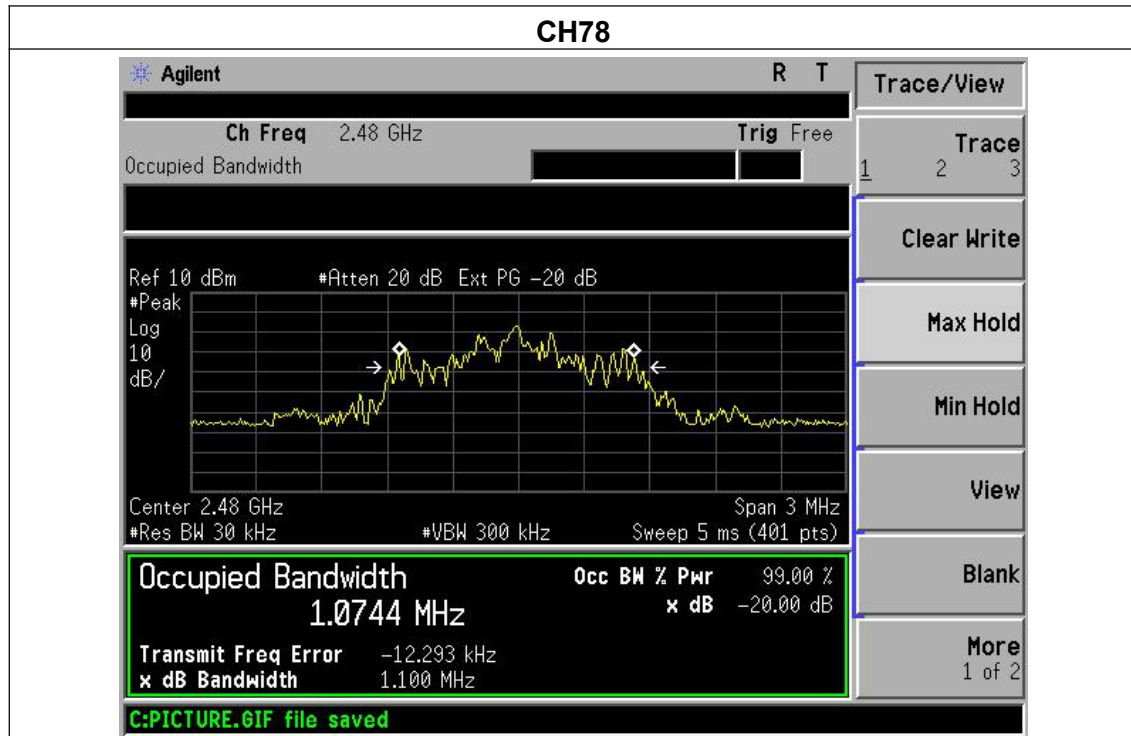 CH78
Agilent R T
Trace/View
Ch Freq 2.48 GHz Trig Free
Occupied Bandwidth
Trace
1 2 3
Clear Write
Ref 10 dBm #Atten 20 dB Ext PG -20 dB
#Peak
Log
10
dB/
Max Hold
Min Hold
View
Center 2.48 GHz Span 3 MHz
#Res BW 30 kHz #VBW 300 kHz Sweep 5 ms (401 pts)
Occupied Bandwidth Occ BW % Pwr 99.00 %
1.0744 MHz x dB -20.00 dB
Blank
Transmit Freq Error -12.293 kHz
x dB Bandwidth 1.100 MHz
More
1 of 2
C:PICTURE.GIF file saved